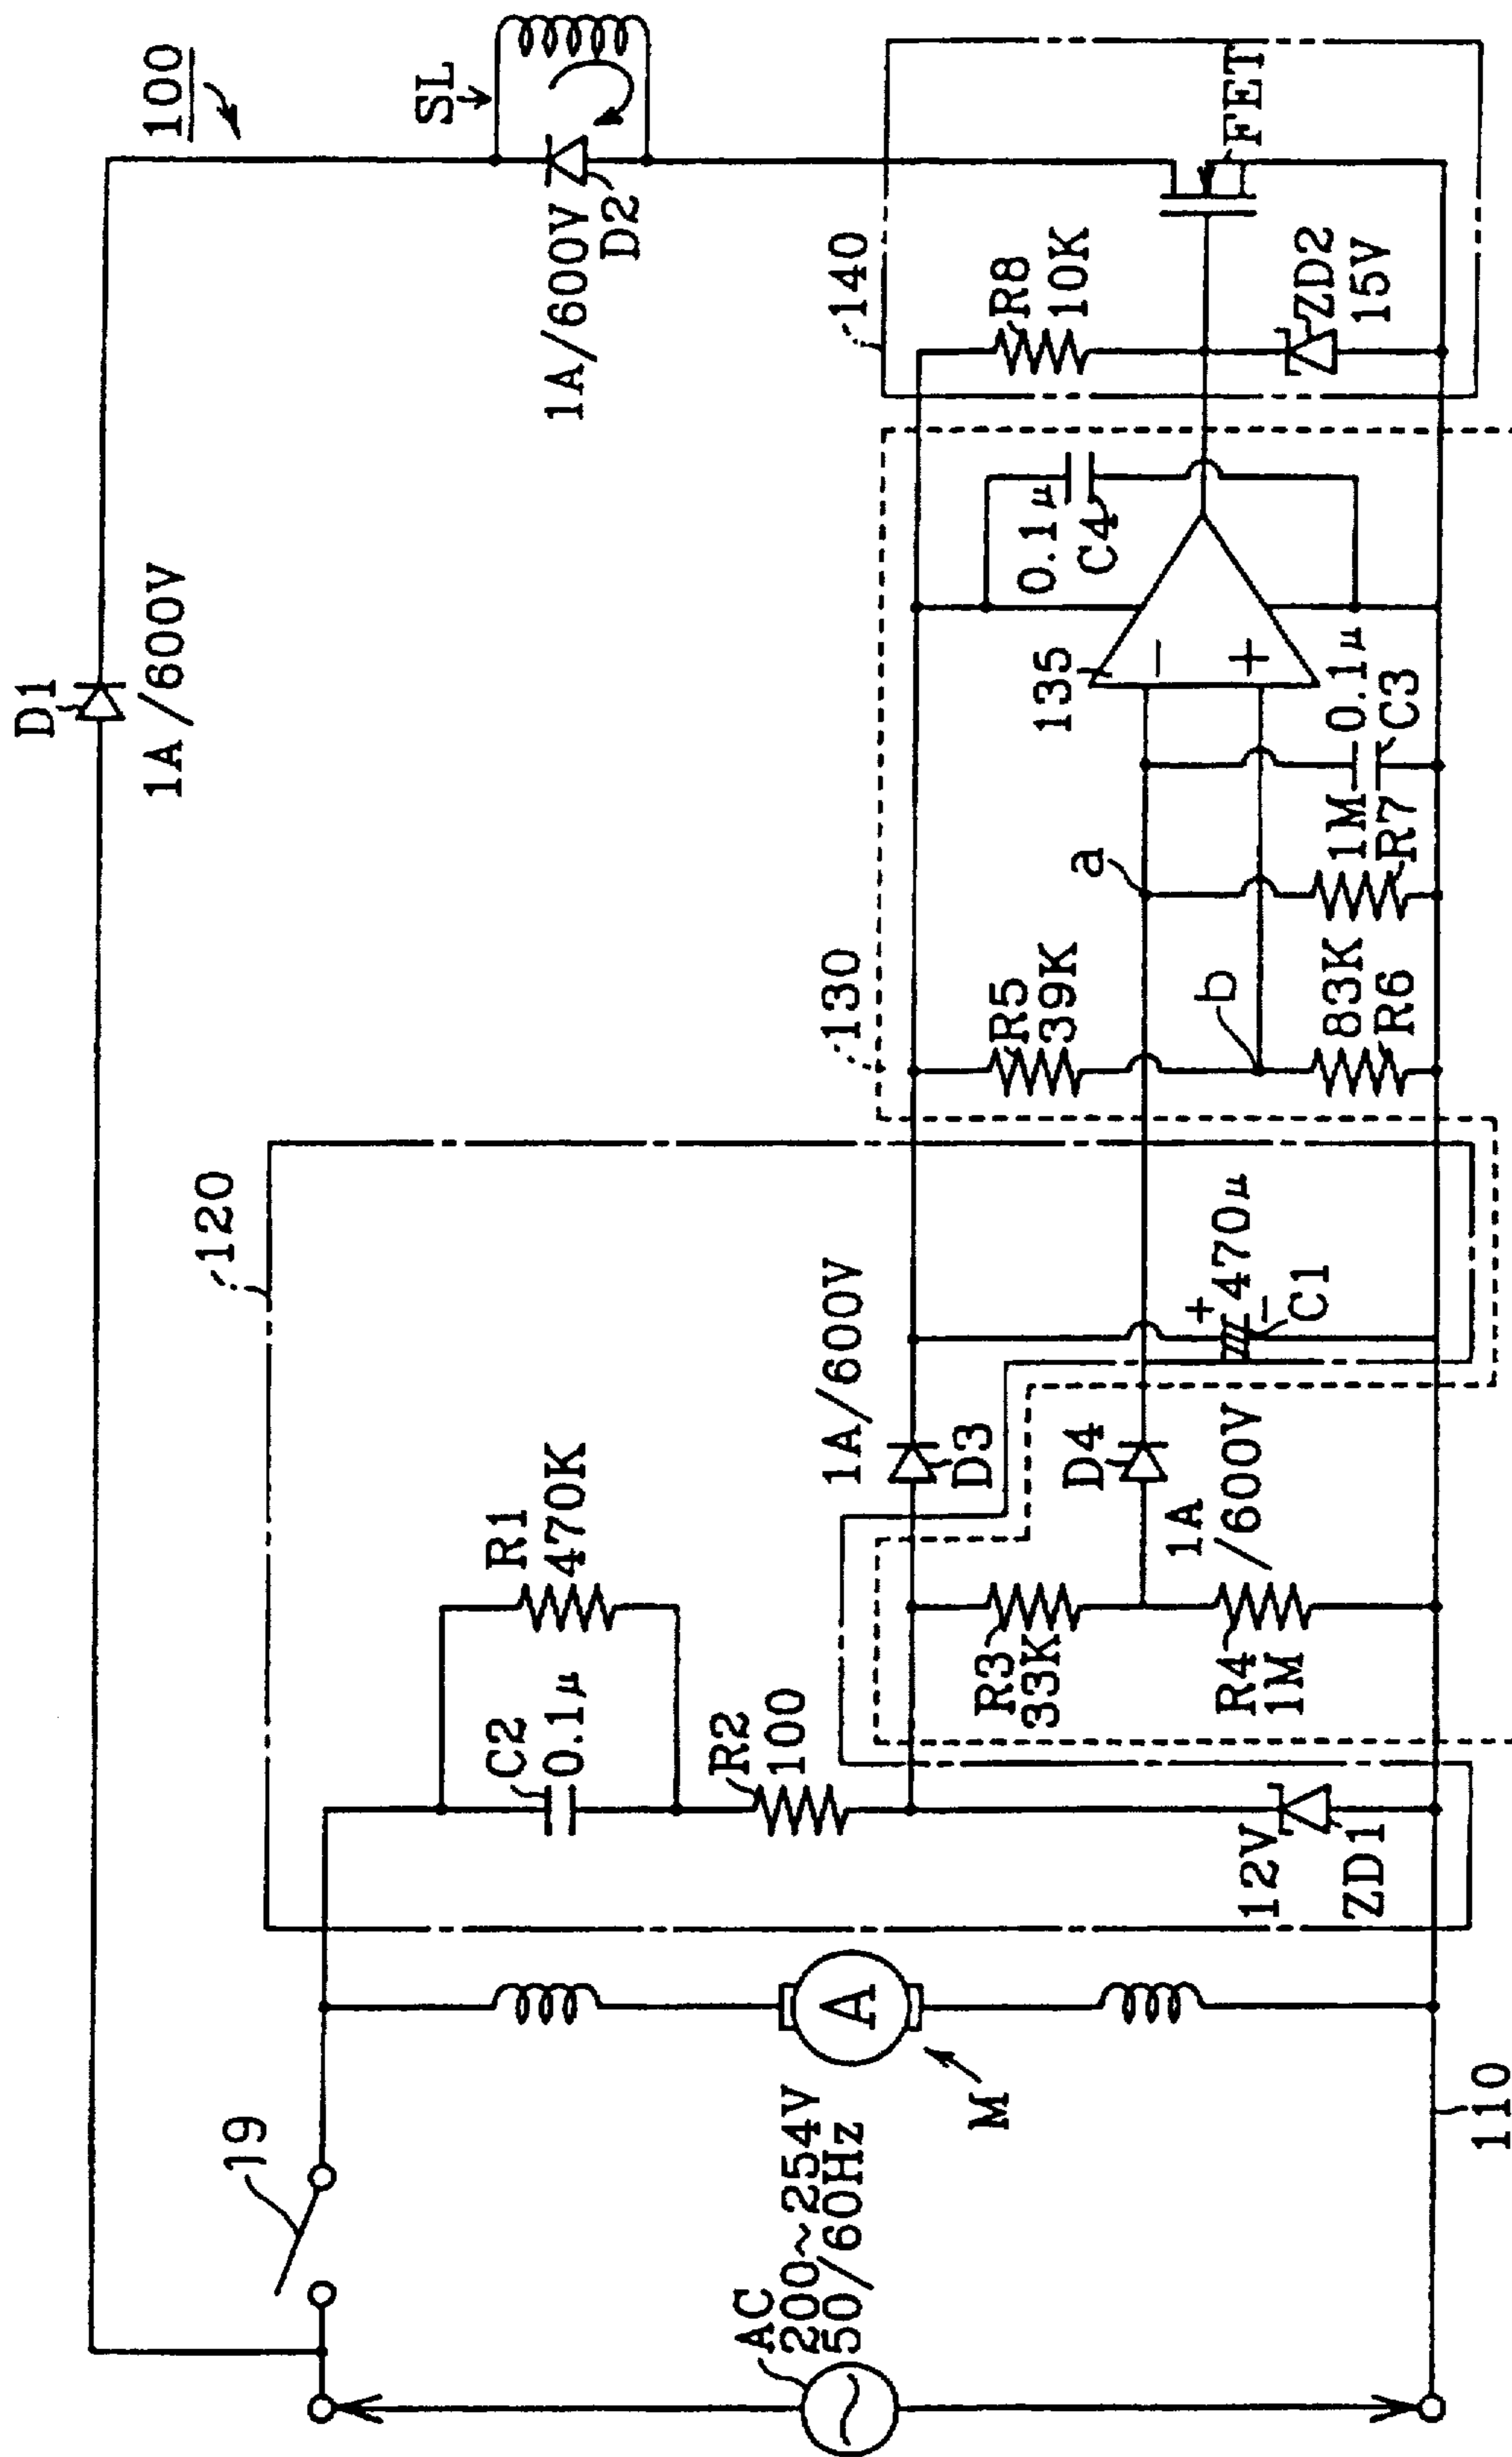 100
D1
1A/600V
SL
1A/600V
D2
19
120
C2
0.1μ
R1
470K
R2
100
AC
200~254V
50/60Hz
A
M
12V
ZD1
R3
33K
R4
1M
1A/600V
D3
D4
1A
/600V
+
470μ
−
C1
130
R5
39K
b
83K
R6
a
1M
R7
135
−
+
0.1μ
C3
0.1μ
C4
140
R8
10K
FET
ZD2
15V
110